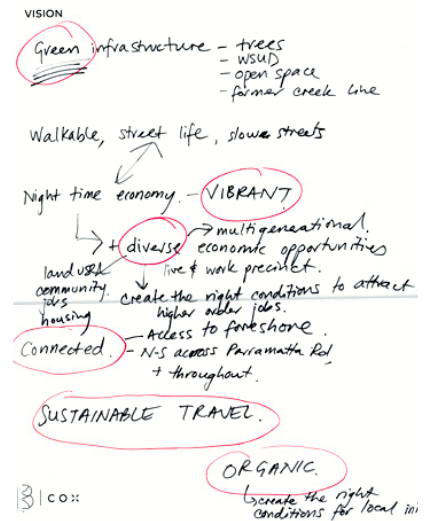 VISION
Green infrastructure - trees
- WSUD
- open space
- former creek line
Walkable, street life, slower streets
Night time economy. - VIBRANT
+ diverse
multigenerational.
economic opportunities
live & work precinct.
land uses
community.
jobs
housing
create the right conditions to attract
higher order jobs.
Connected. - Access to foreshore.
- N-S across Parramatta Rd
+ throughout.
SUSTAINABLE TRAVEL.
ORGANIC.
create the right
conditions for local ini
COX